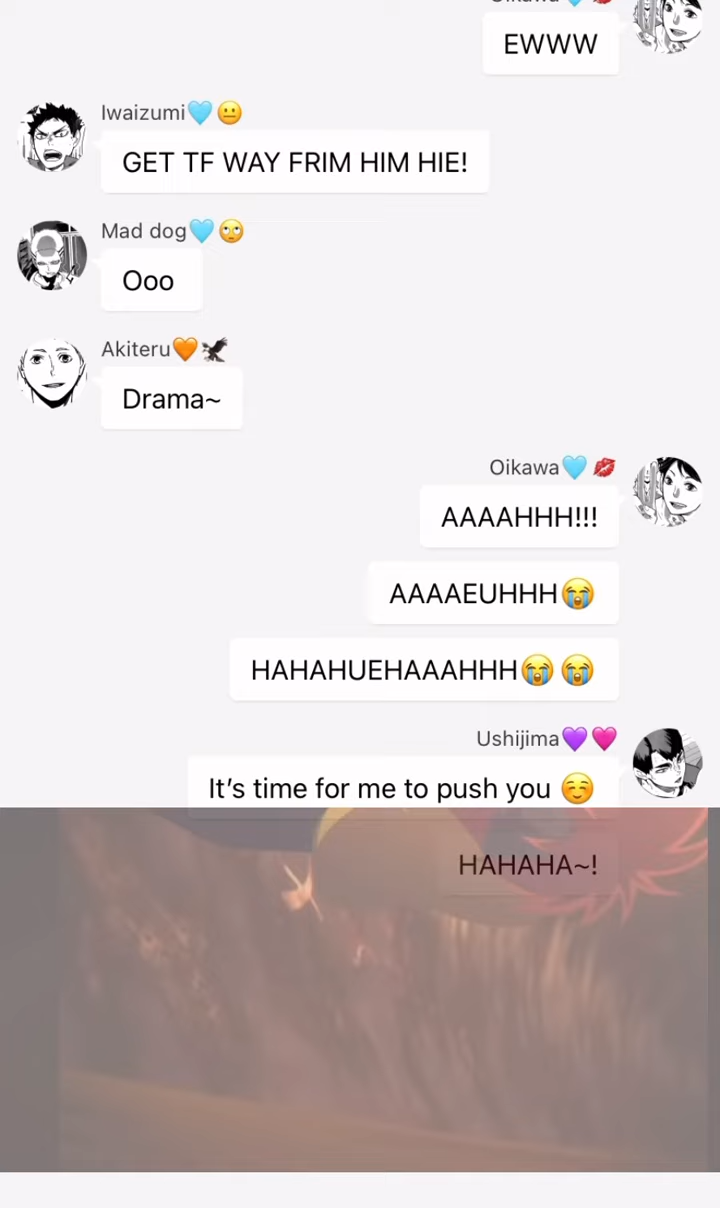 Oikawa🩵💋
EWWW
Iwaizumi🩵😐
GET TF WAY FRIM HIM HIE!
Mad dog🩵🙄
Ooo
Akiteru🧡🐦‍⬛
Drama~
Oikawa🩵💋
AAAAHHH!!!
AAAAEUHHH😭
HAHAHUEHAAAHHH😭😭
Ushijima💜🩷
It’s time for me to push you ☺️
HAHAHA~!